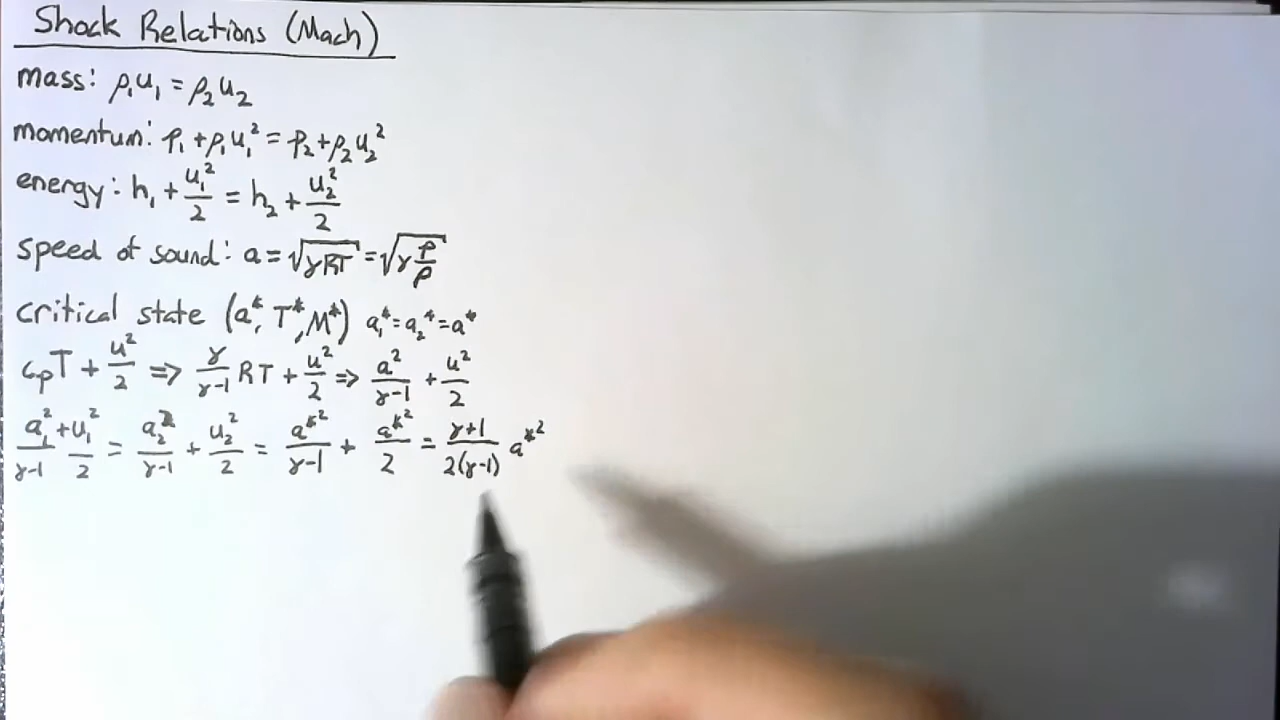 Shock Relations (Mach)
mass: ρ₁u₁ = ρ₂u₂
momentum: p₁ + ρ₁u₁² = p₂ + ρ₂u₂²
energy: h₁ + u₁²/2 = h₂ + u₂²/2
speed of sound: a = √(γRT) = √(γ p/ρ)
critical state (a*, T*, M*) a₁* = a₂* = a*
cₚT + u²/2 ⇒ γ/(γ-1) RT + u²/2 ⇒ a²/(γ-1) + u²/2
a₁²/(γ-1) + u₁²/2 = a₂²/(γ-1) + u₂²/2 = a*²/(γ-1) + a*²/2 = (γ+1)/(2(γ-1)) a*²